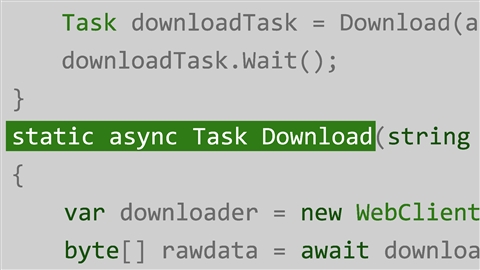 Task downloadTask = Download(a
downloadTask.Wait();
}
static async Task Download(string
{
var downloader = new WebClient
byte[] rawdata = await downloa